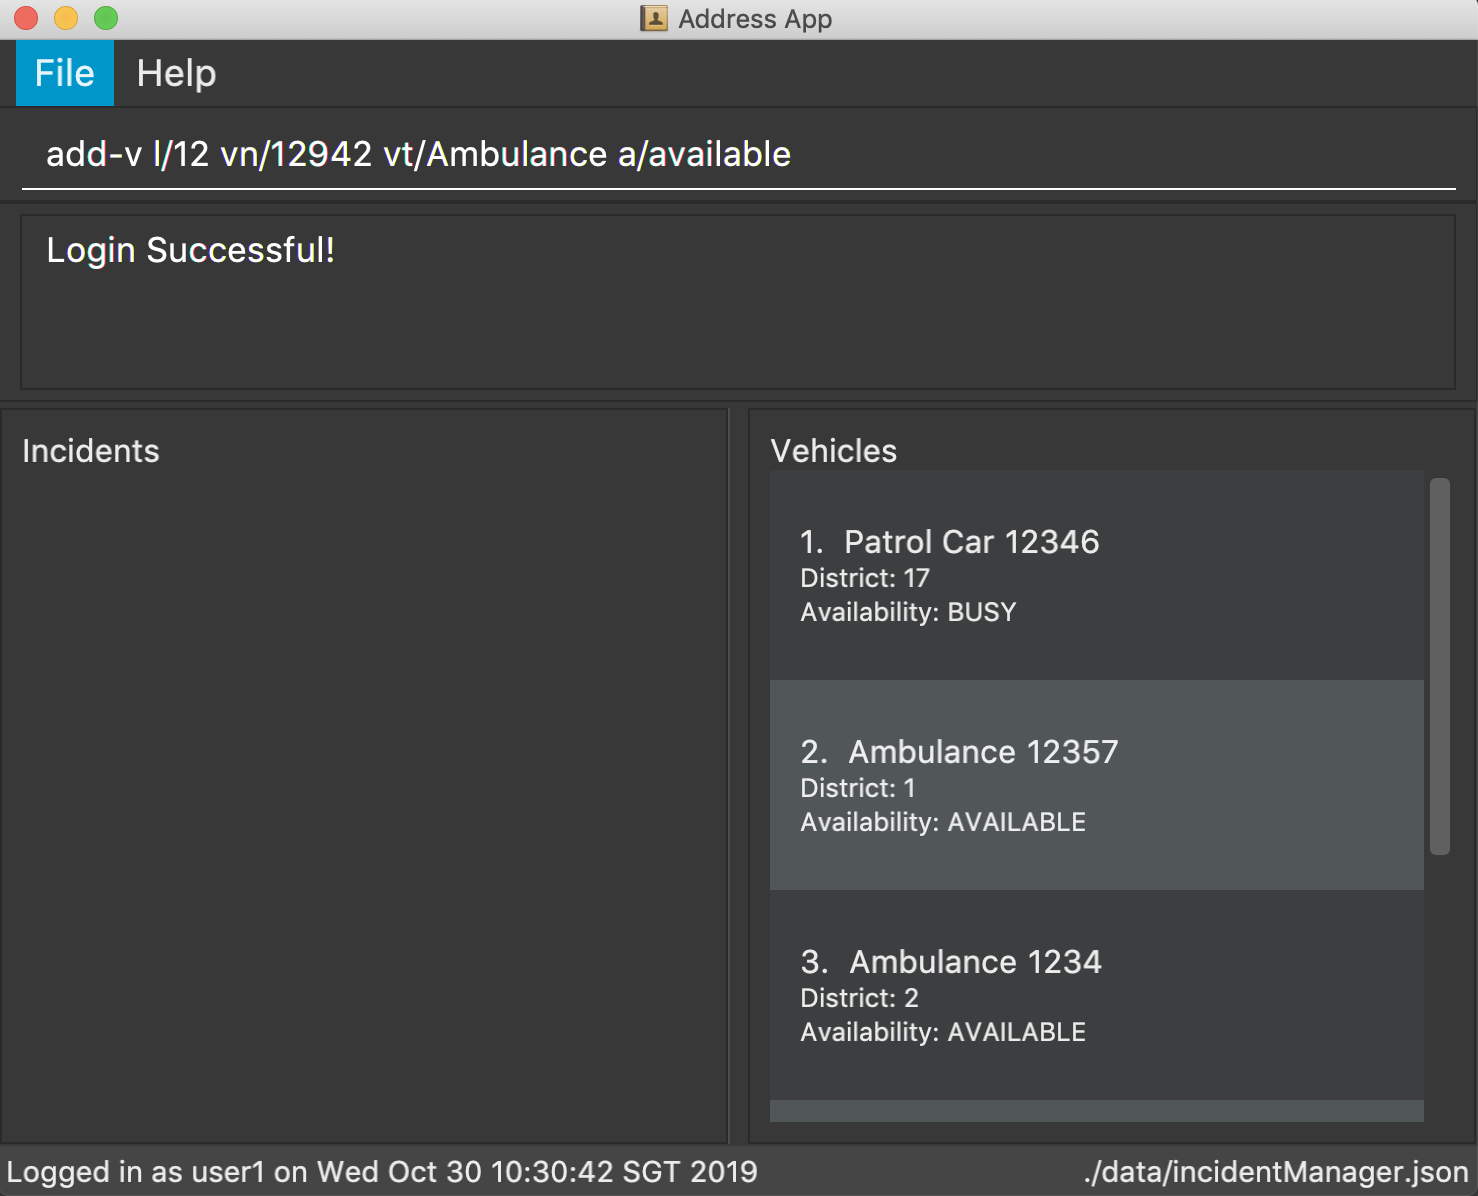 Address App
File Help
add-v l/12 vn/12942 vt/Ambulance a/available
Login Successful!
Incidents
Vehicles
1. Patrol Car 12346
District: 17
Availability: BUSY
2. Ambulance 12357
District: 1
Availability: AVAILABLE
3. Ambulance 1234
District: 2
Availability: AVAILABLE
Logged in as user1 on Wed Oct 30 10:30:42 SGT 2019
./data/incidentManager.json